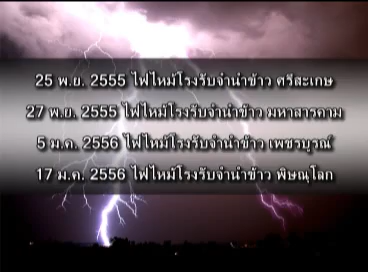 25 พ.ย. 2555 ไฟไหม้โรงรับจำนำข้าว ศรีสะเกษ
27 พ.ย. 2555 ไฟไหม้โรงรับจำนำข้าว มหาสารคาม
5 ม.ค. 2556 ไฟไหม้โรงรับจำนำข้าว เพชรบูรณ์
17 ม.ค. 2556 ไฟไหม้โรงรับจำนำข้าว พิษณุโลก